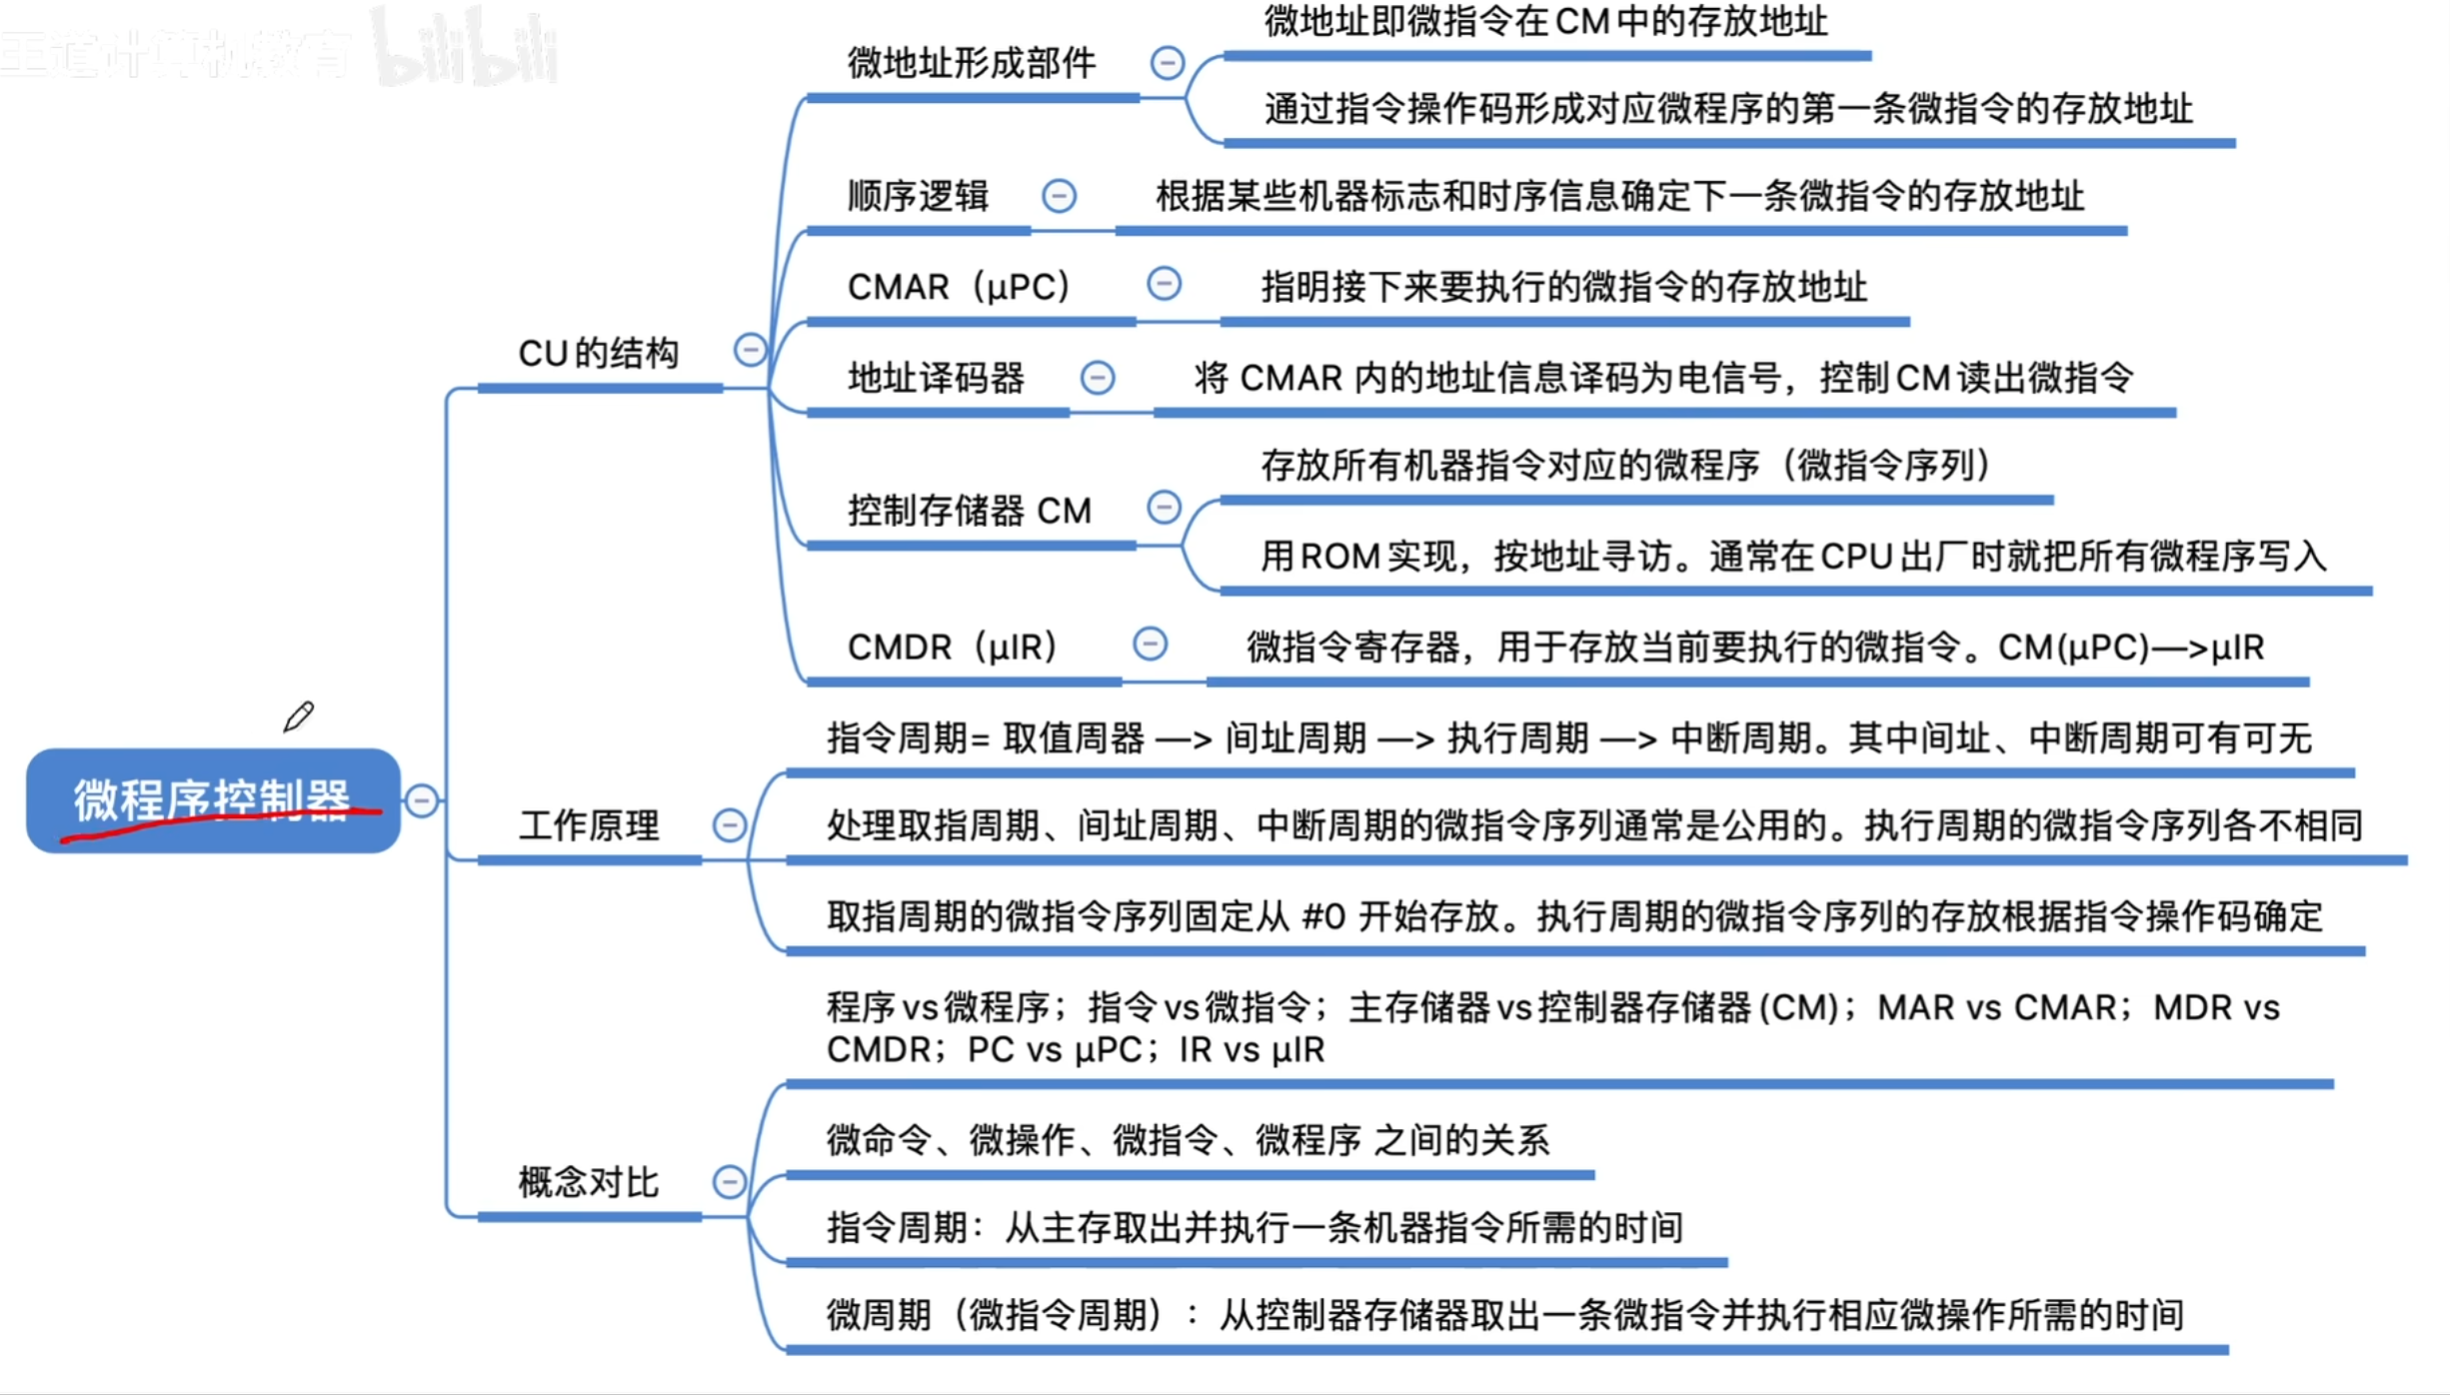 王道计算机教育 bilibili
微地址即微指令在CM中的存放地址
微地址形成部件
通过指令操作码形成对应微程序的第一条微指令的存放地址
顺序逻辑
根据某些机器标志和时序信息确定下一条微指令的存放地址
CMAR（μPC）
指明接下来要执行的微指令的存放地址
CU的结构
地址译码器
将 CMAR 内的地址信息译码为电信号，控制CM读出微指令
存放所有机器指令对应的微程序（微指令序列）
控制存储器 CM
用ROM实现，按地址寻访。通常在CPU出厂时就把所有微程序写入
CMDR（μIR）
微指令寄存器，用于存放当前要执行的微指令。CM(μPC)—>μIR
微程序控制器
指令周期= 取值周器 —> 间址周期 —> 执行周期 —> 中断周期。其中间址、中断周期可有可无
工作原理
处理取指周期、间址周期、中断周期的微指令序列通常是公用的。执行周期的微指令序列各不相同
取指周期的微指令序列固定从 #0 开始存放。执行周期的微指令序列的存放根据指令操作码确定
程序vs微程序；指令vs微指令；主存储器vs控制器存储器(CM)；MAR vs CMAR；MDR vs
CMDR；PC vs μPC；IR vs μIR
微命令、微操作、微指令、微程序 之间的关系
概念对比
指令周期：从主存取出并执行一条机器指令所需的时间
微周期（微指令周期）：从控制器存储器取出一条微指令并执行相应微操作所需的时间